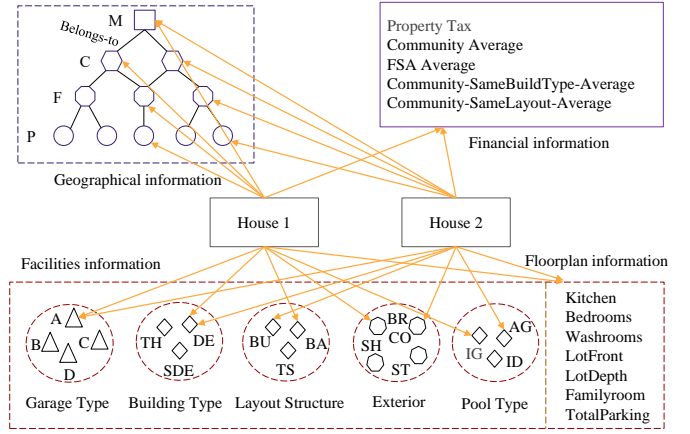 M
Belongs-to
C
F
P
Geographical information
Property Tax
Community Average
FSA Average
Community-SameBuildType-Average
Community-SameLayout-Average
Financial information
House 1
House 2
Facilities information
Floorplan information
A
B
C
D
Garage Type
TH
DE
SDE
Building Type
BU
BA
TS
Layout Structure
BR
SH
CO
ST
Exterior
AG
IG
ID
Pool Type
Kitchen
Bedrooms
Washrooms
LotFront
LotDepth
Familyroom
TotalParking